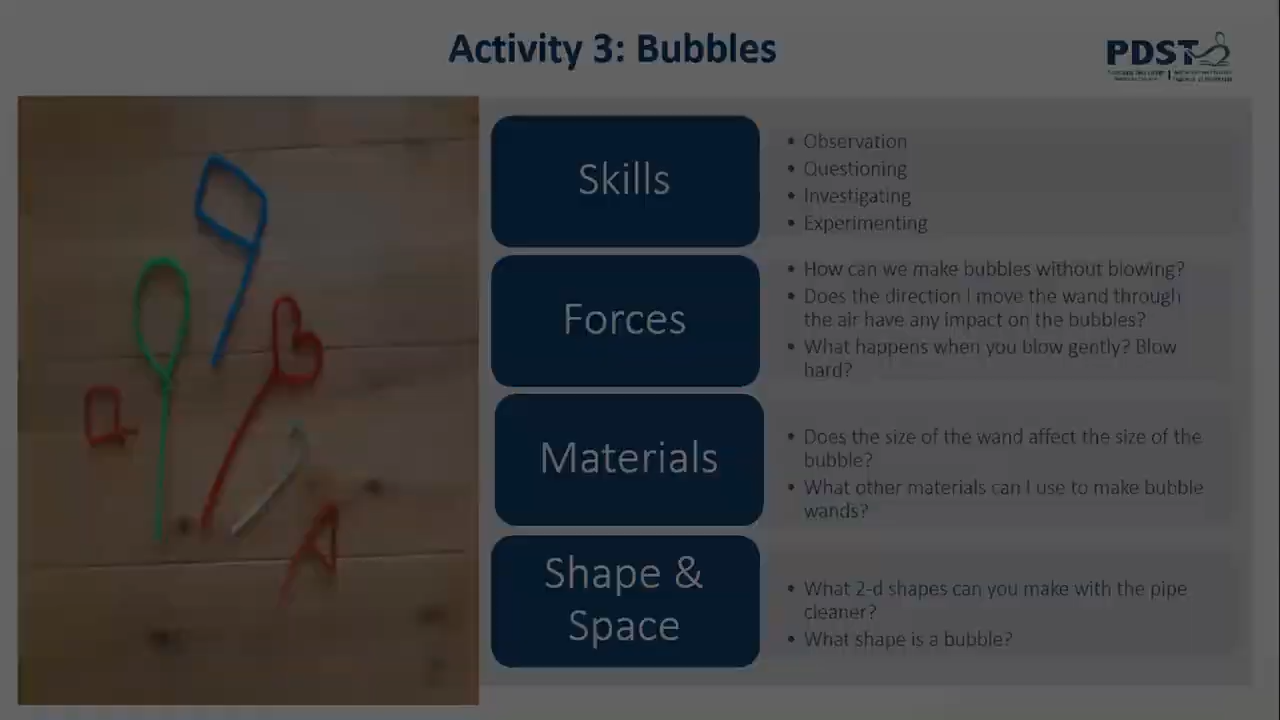 Activity 3: Bubbles
PDST
Skills
• Observation
• Questioning
• Investigating
• Experimenting
Forces
• How can we make bubbles without blowing?
• Does the direction I move the wand through
the air have any impact on the bubbles?
• What happens when you blow gently? Blow
hard?
Materials
• Does the size of the wand affect the size of the
bubble?
• What other materials can I use to make bubble
wands?
Shape &
Space
• What 2-d shapes can you make with the pipe
cleaner?
• What shape is a bubble?